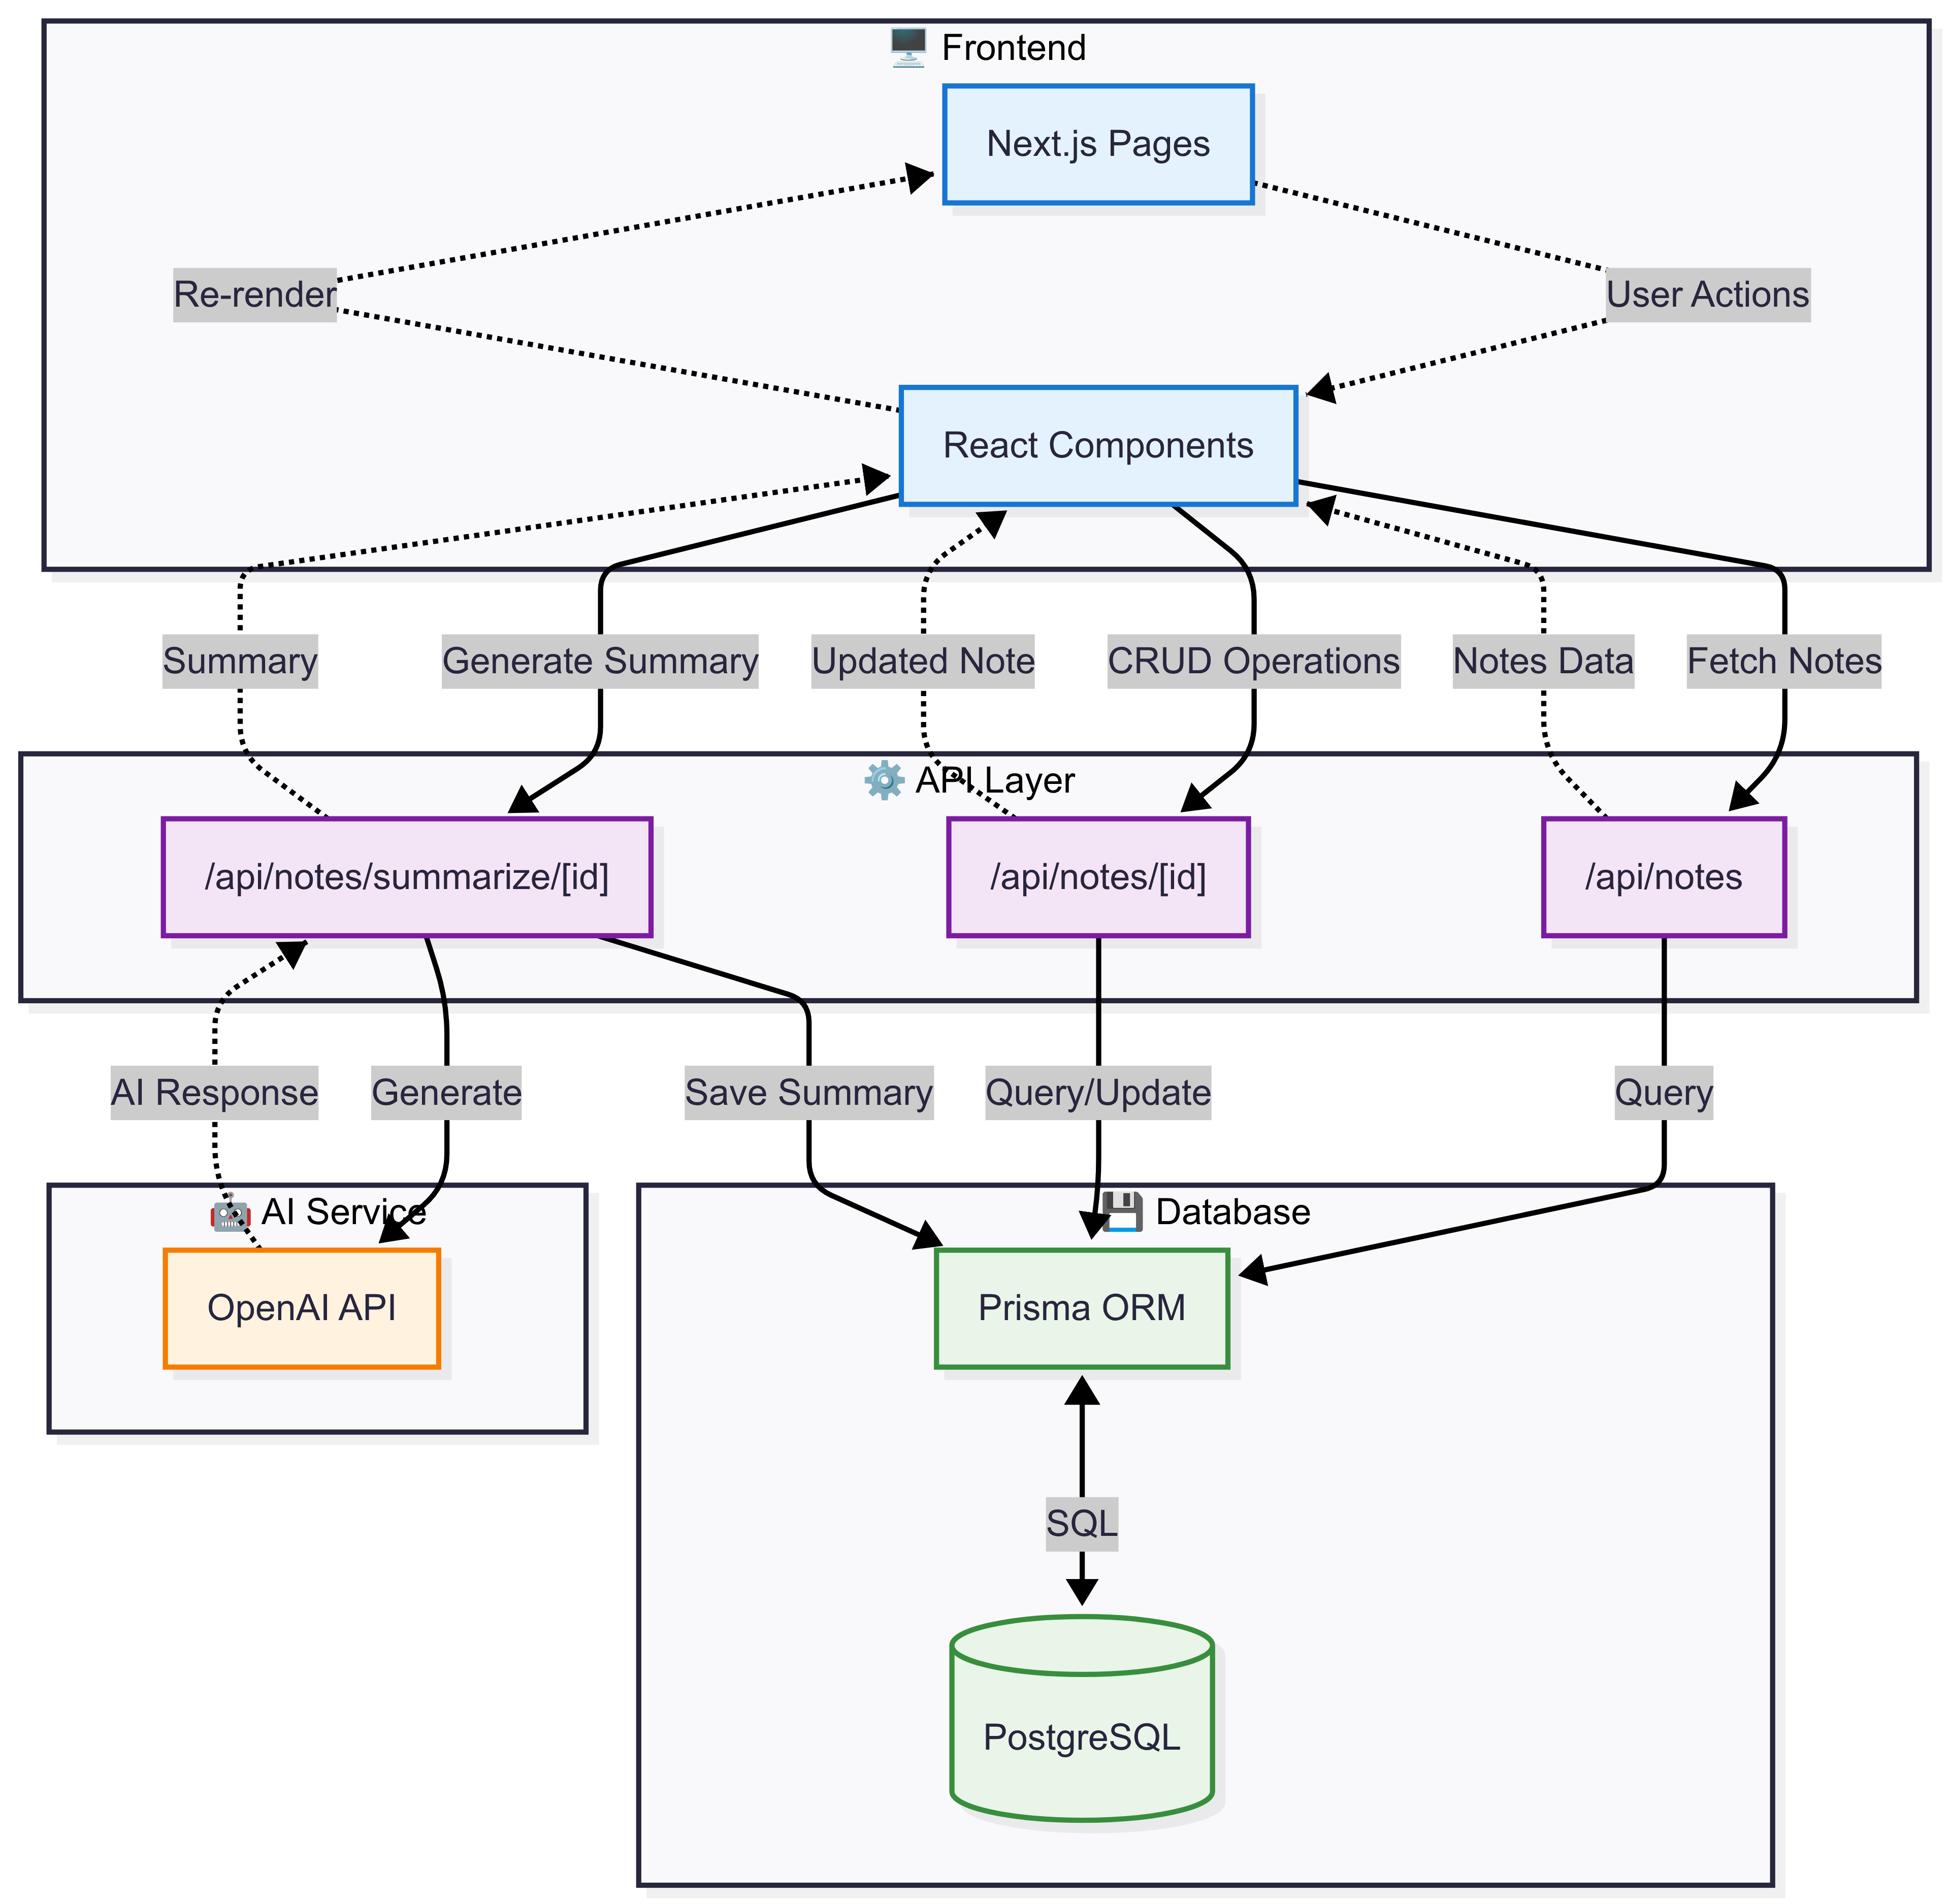 🖥️ Frontend
Next.js Pages
Re-render
User Actions
React Components
Summary
Generate Summary
Updated Note
CRUD Operations
Notes Data
Fetch Notes
⚙️ API Layer
/api/notes/summarize/[id]
/api/notes/[id]
/api/notes
AI Response
Generate
Save Summary
Query/Update
Query
🤖 AI Service
💾 Database
OpenAI API
Prisma ORM
SQL
PostgreSQL